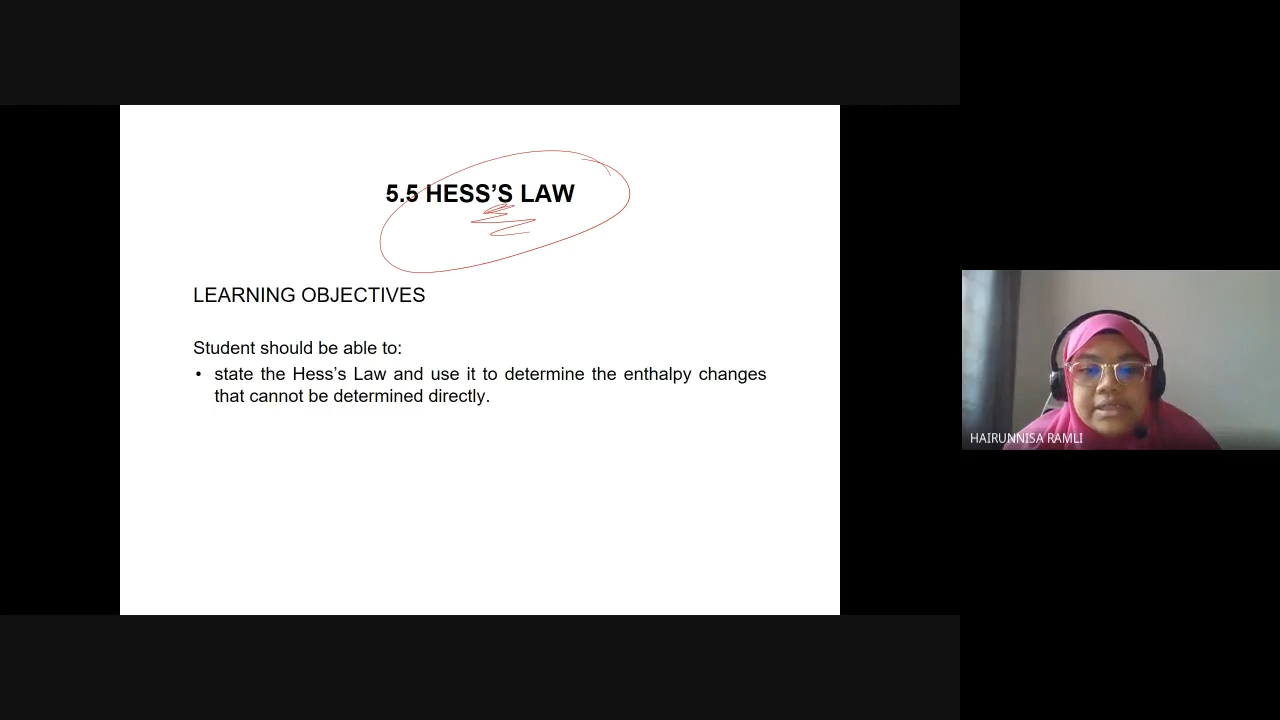 5.5 HESS’S LAW
LEARNING OBJECTIVES
Student should be able to:
• state the Hess’s Law and use it to determine the enthalpy changes
that cannot be determined directly.
HAIRUNNISA RAMLI